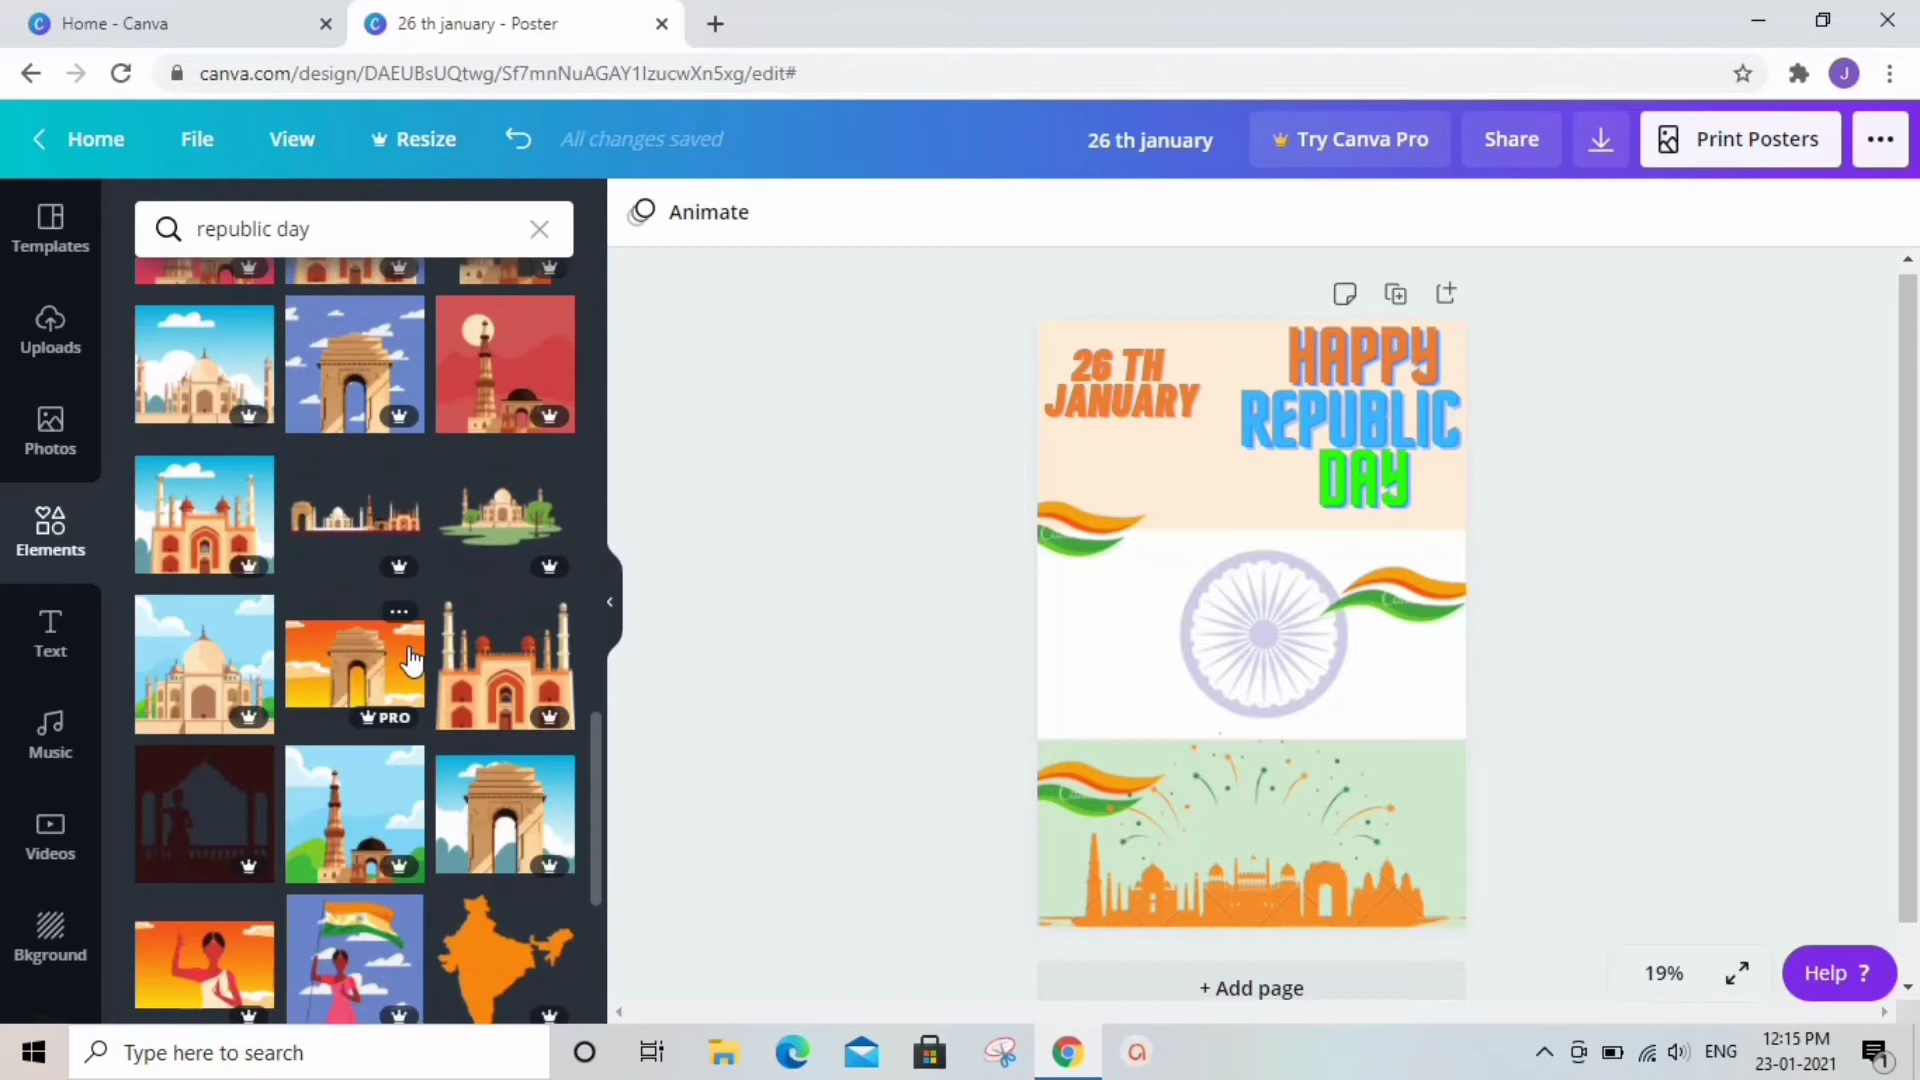 Home - Canva
26 th january - Poster
canva.com/design/DAEUBsUQtwg/Sf7mnNuAGAY1lzucwXn5xg/edit#
J
Home
File
View
Resize
All changes saved
26 th january
Try Canva Pro
Share
Print Posters
Templates
Uploads
Photos
Elements
Text
Music
Videos
Bkground
republic day
PRO
Animate
26 TH
JANUARY
HAPPY
REPUBLIC
DAY
+ Add page
19%
Help ?
Type here to search
ENG
12:15 PM
23-01-2021
1